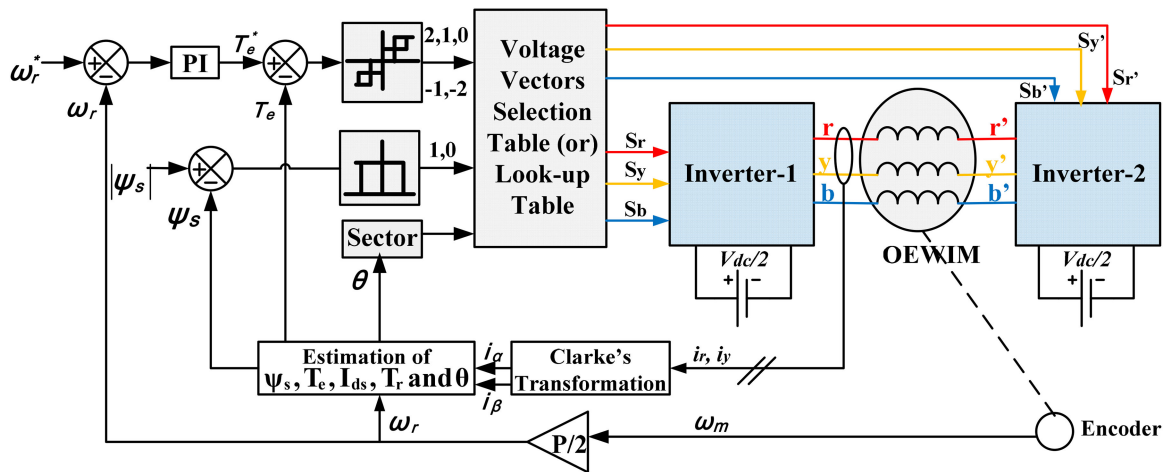 ω_r^*
+
−
ω_r
PI
T_e^*
+
−
T_e
2,1,0
-1,-2
|ψ_s|
+
−
ψ_s
1,0
Sector
θ
Voltage
Vectors
Selection
Table (or)
Look-up
Table
Sr
Sy
Sb
Sy’
Sr’
Sb’
Inverter-1
r
y
b
r’
y’
b’
Inverter-2
OEWIM
V_dc/2
+ −
V_dc/2
+ −
Estimation of
ψ_s, T_e, I_ds, T_r and θ
i_α
i_β
Clarke’s
Transformation
i_r, i_y
ω_r
P/2
ω_m
Encoder